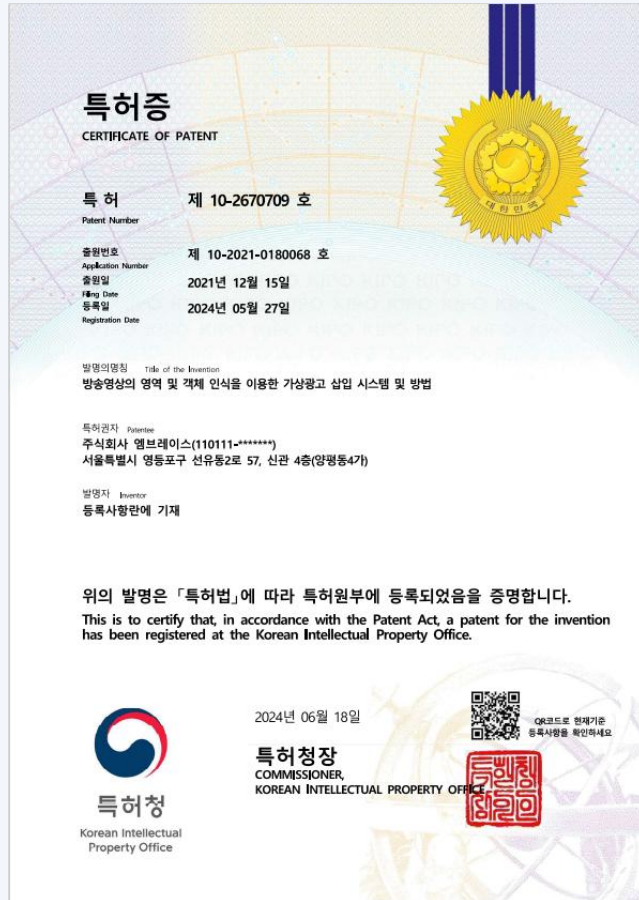 특허증
CERTIFICATE OF PATENT
특 허 제 10-2670709 호
Patent Number
출원번호 제 10-2021-0180068 호
Application Number
출원일 2021년 12월 15일
Filing Date
등록일 2024년 05월 27일
Registration Date
발명의명칭 Title of the Invention
방송영상의 영역 및 객체 인식을 이용한 가상광고 삽입 시스템 및 방법
특허권자 Patentee
주식회사 엠브레이스(110111-*******)
서울특별시 영등포구 선유동2로 57, 신관 4층(양평동4가)
발명자 Inventor
등록사항란에 기재
위의 발명은 「특허법」에 따라 특허원부에 등록되었음을 증명합니다.
This is to certify that, in accordance with the Patent Act, a patent for the invention
has been registered at the Korean Intellectual Property Office.
2024년 06월 18일
QR코드로 현재기준
등록사항을 확인하세요
특허청장
COMMISSIONER,
KOREAN INTELLECTUAL PROPERTY OFFICE
특허청
Korean Intellectual
Property Office
대한민국